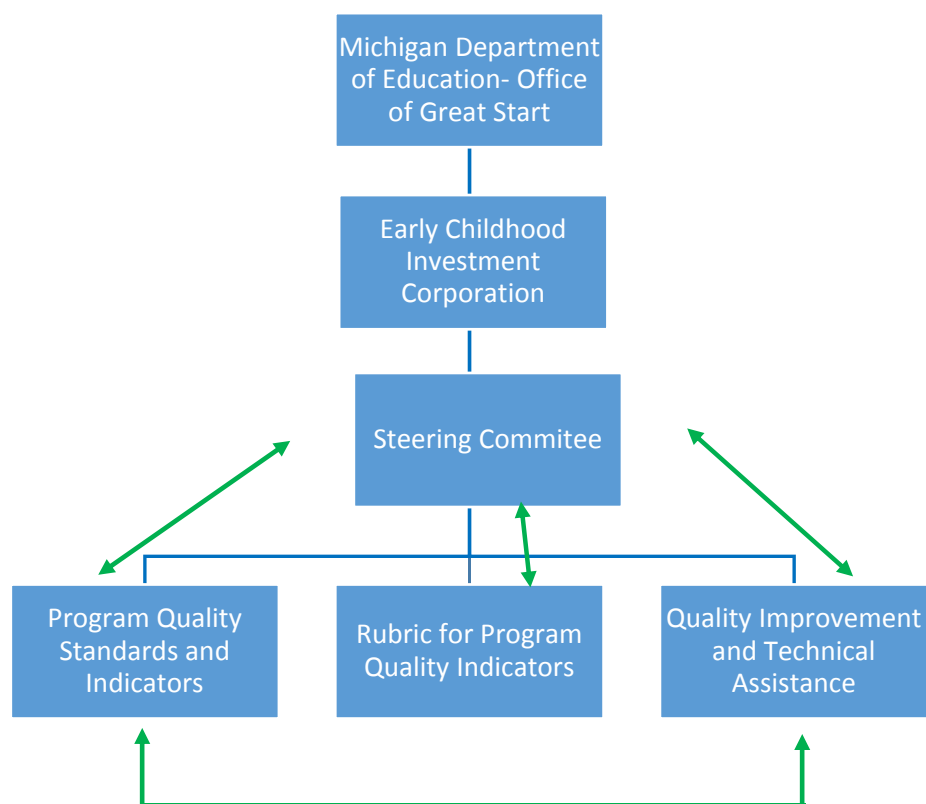 Michigan Department
of Education- Office
of Great Start
Early Childhood
Investment
Corporation
Steering Commitee
Program Quality
Standards and
Indicators
Rubric for Program
Quality Indicators
Quality Improvement
and Technical
Assistance